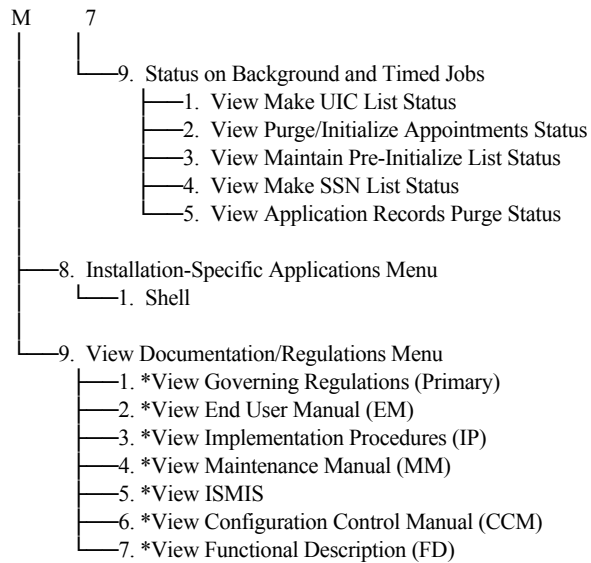 M 7
9. Status on Background and Timed Jobs
1. View Make UIC List Status
2. View Purge/Initialize Appointments Status
3. View Maintain Pre-Initialize List Status
4. View Make SSN List Status
5. View Application Records Purge Status
8. Installation-Specific Applications Menu
1. Shell
9. View Documentation/Regulations Menu
1. *View Governing Regulations (Primary)
2. *View End User Manual (EM)
3. *View Implementation Procedures (IP)
4. *View Maintenance Manual (MM)
5. *View ISMIS
6. *View Configuration Control Manual (CCM)
7. *View Functional Description (FD)